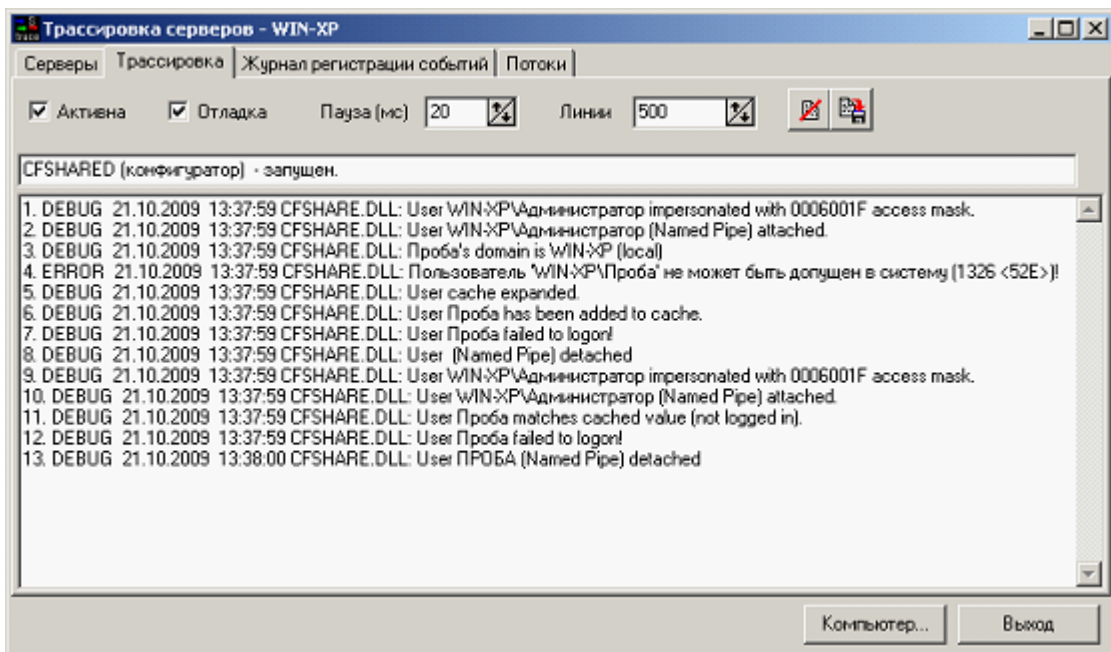 Трассировка серверов - WIN-XP
Серверы Трассировка Журнал регистрации событий Потоки
Активна Отладка Пауза (мс) 20 Линии 500
CFSHARED (конфигуратор) - запущен.
1. DEBUG 21.10.2009 13:37:59 CFSHARE.DLL: User WIN-XP\Администратор impersonated with 0006001F access mask.
2. DEBUG 21.10.2009 13:37:59 CFSHARE.DLL: User WIN-XP\Администратор (Named Pipe) attached.
3. DEBUG 21.10.2009 13:37:59 CFSHARE.DLL: Проба's domain is WIN-XP (local)
4. ERROR 21.10.2009 13:37:59 CFSHARE.DLL: Пользователь 'WIN-XP\Проба' не может быть допущен в систему (1326 <52E>)!
5. DEBUG 21.10.2009 13:37:59 CFSHARE.DLL: User cache expanded.
6. DEBUG 21.10.2009 13:37:59 CFSHARE.DLL: User Проба has been added to cache.
7. DEBUG 21.10.2009 13:37:59 CFSHARE.DLL: User Проба failed to logon!
8. DEBUG 21.10.2009 13:37:59 CFSHARE.DLL: User (Named Pipe) detached
9. DEBUG 21.10.2009 13:37:59 CFSHARE.DLL: User WIN-XP\Администратор impersonated with 0006001F access mask.
10. DEBUG 21.10.2009 13:37:59 CFSHARE.DLL: User WIN-XP\Администратор (Named Pipe) attached.
11. DEBUG 21.10.2009 13:37:59 CFSHARE.DLL: User Проба matches cached value (not logged in).
12. DEBUG 21.10.2009 13:37:59 CFSHARE.DLL: User Проба failed to logon!
13. DEBUG 21.10.2009 13:38:00 CFSHARE.DLL: User ПРОБА (Named Pipe) detached
Компьютер... Выход